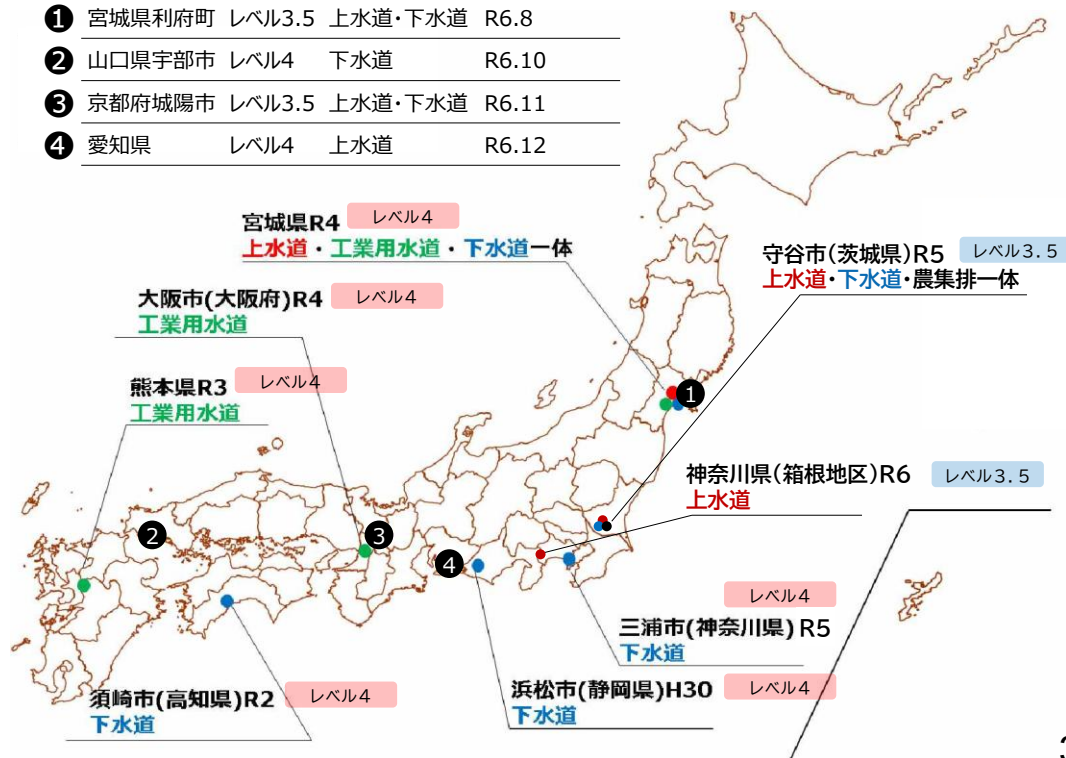 ❶ 宮城県利府町 レベル3.5 上水道・下水道 R6.8
❷ 山口県宇部市 レベル4 下水道 R6.10
❸ 京都府城陽市 レベル3.5 上水道・下水道 R6.11
❹ 愛知県 レベル4 上水道 R6.12
宮城県R4 レベル4
上水道・工業用水道・下水道一体
守谷市(茨城県)R5 レベル3.5
上水道・下水道・農集排一体
大阪市(大阪府)R4 レベル4
工業用水道
熊本県R3 レベル4
工業用水道
❶
神奈川県(箱根地区)R6 レベル3.5
上水道
❷
❸
❹
レベル4
三浦市(神奈川県)R5
下水道
須崎市(高知県)R2 レベル4
下水道
浜松市(静岡県)H30 レベル4
下水道